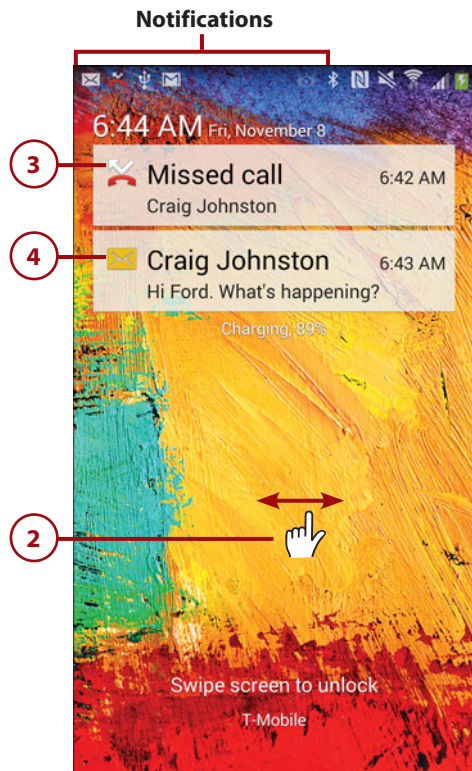 Notifications
6:44 AM Fri, November 8
3
Missed call 6:42 AM
Craig Johnston
4
Craig Johnston 6:43 AM
Hi Ford. What's happening?
Charging, 89%
2
Swipe screen to unlock
T-Mobile